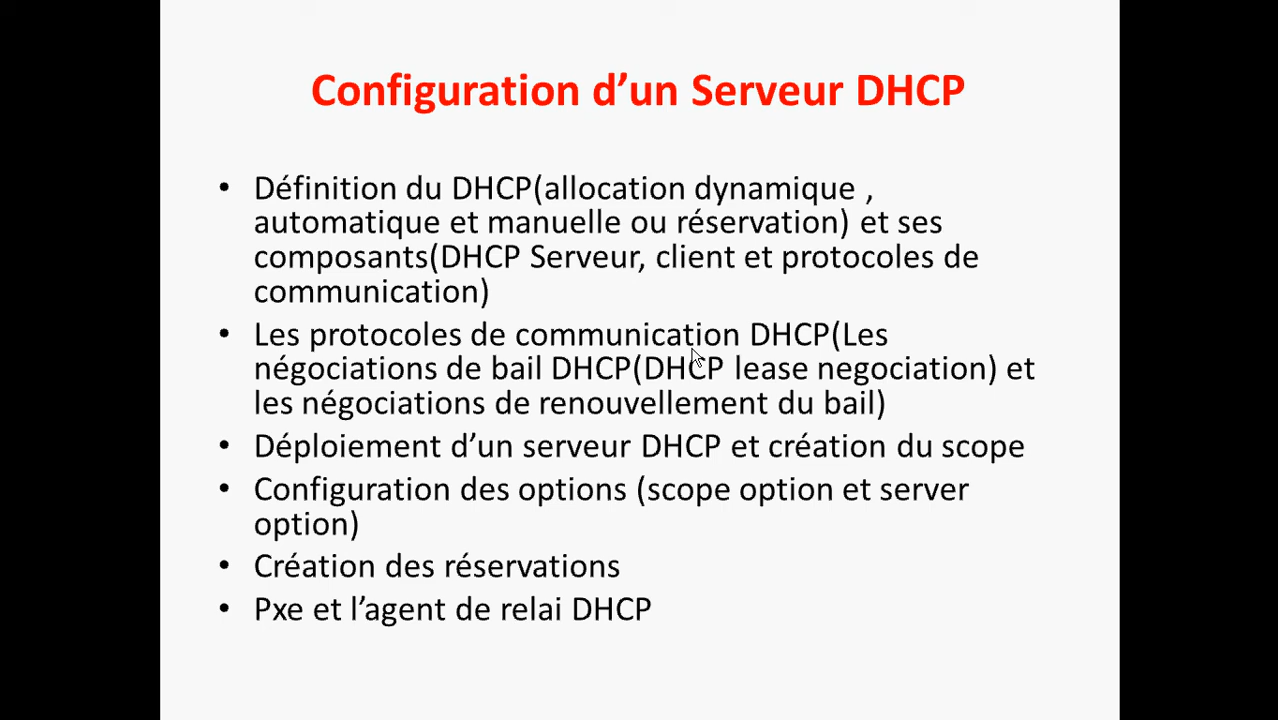 Configuration d’un Serveur DHCP
• Définition du DHCP(allocation dynamique ,
automatique et manuelle ou réservation) et ses
composants(DHCP Serveur, client et protocoles de
communication)
• Les protocoles de communication DHCP(Les
négociations de bail DHCP(DHCP lease negociation) et
les négociations de renouvellement du bail)
• Déploiement d’un serveur DHCP et création du scope
• Configuration des options (scope option et server
option)
• Création des réservations
• Pxe et l’agent de relai DHCP